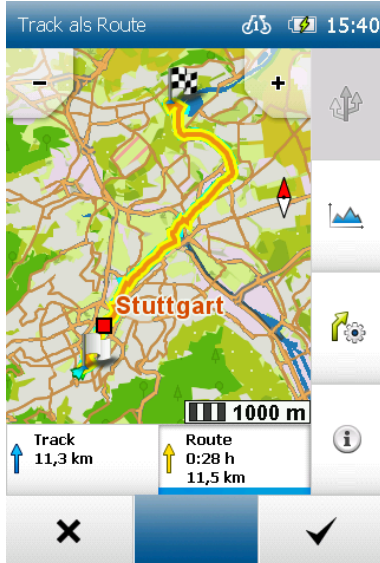 Track als Route
15:40
-
+
Stuttgart
1000 m
Track
11,3 km
Route
0:28 h
11,5 km